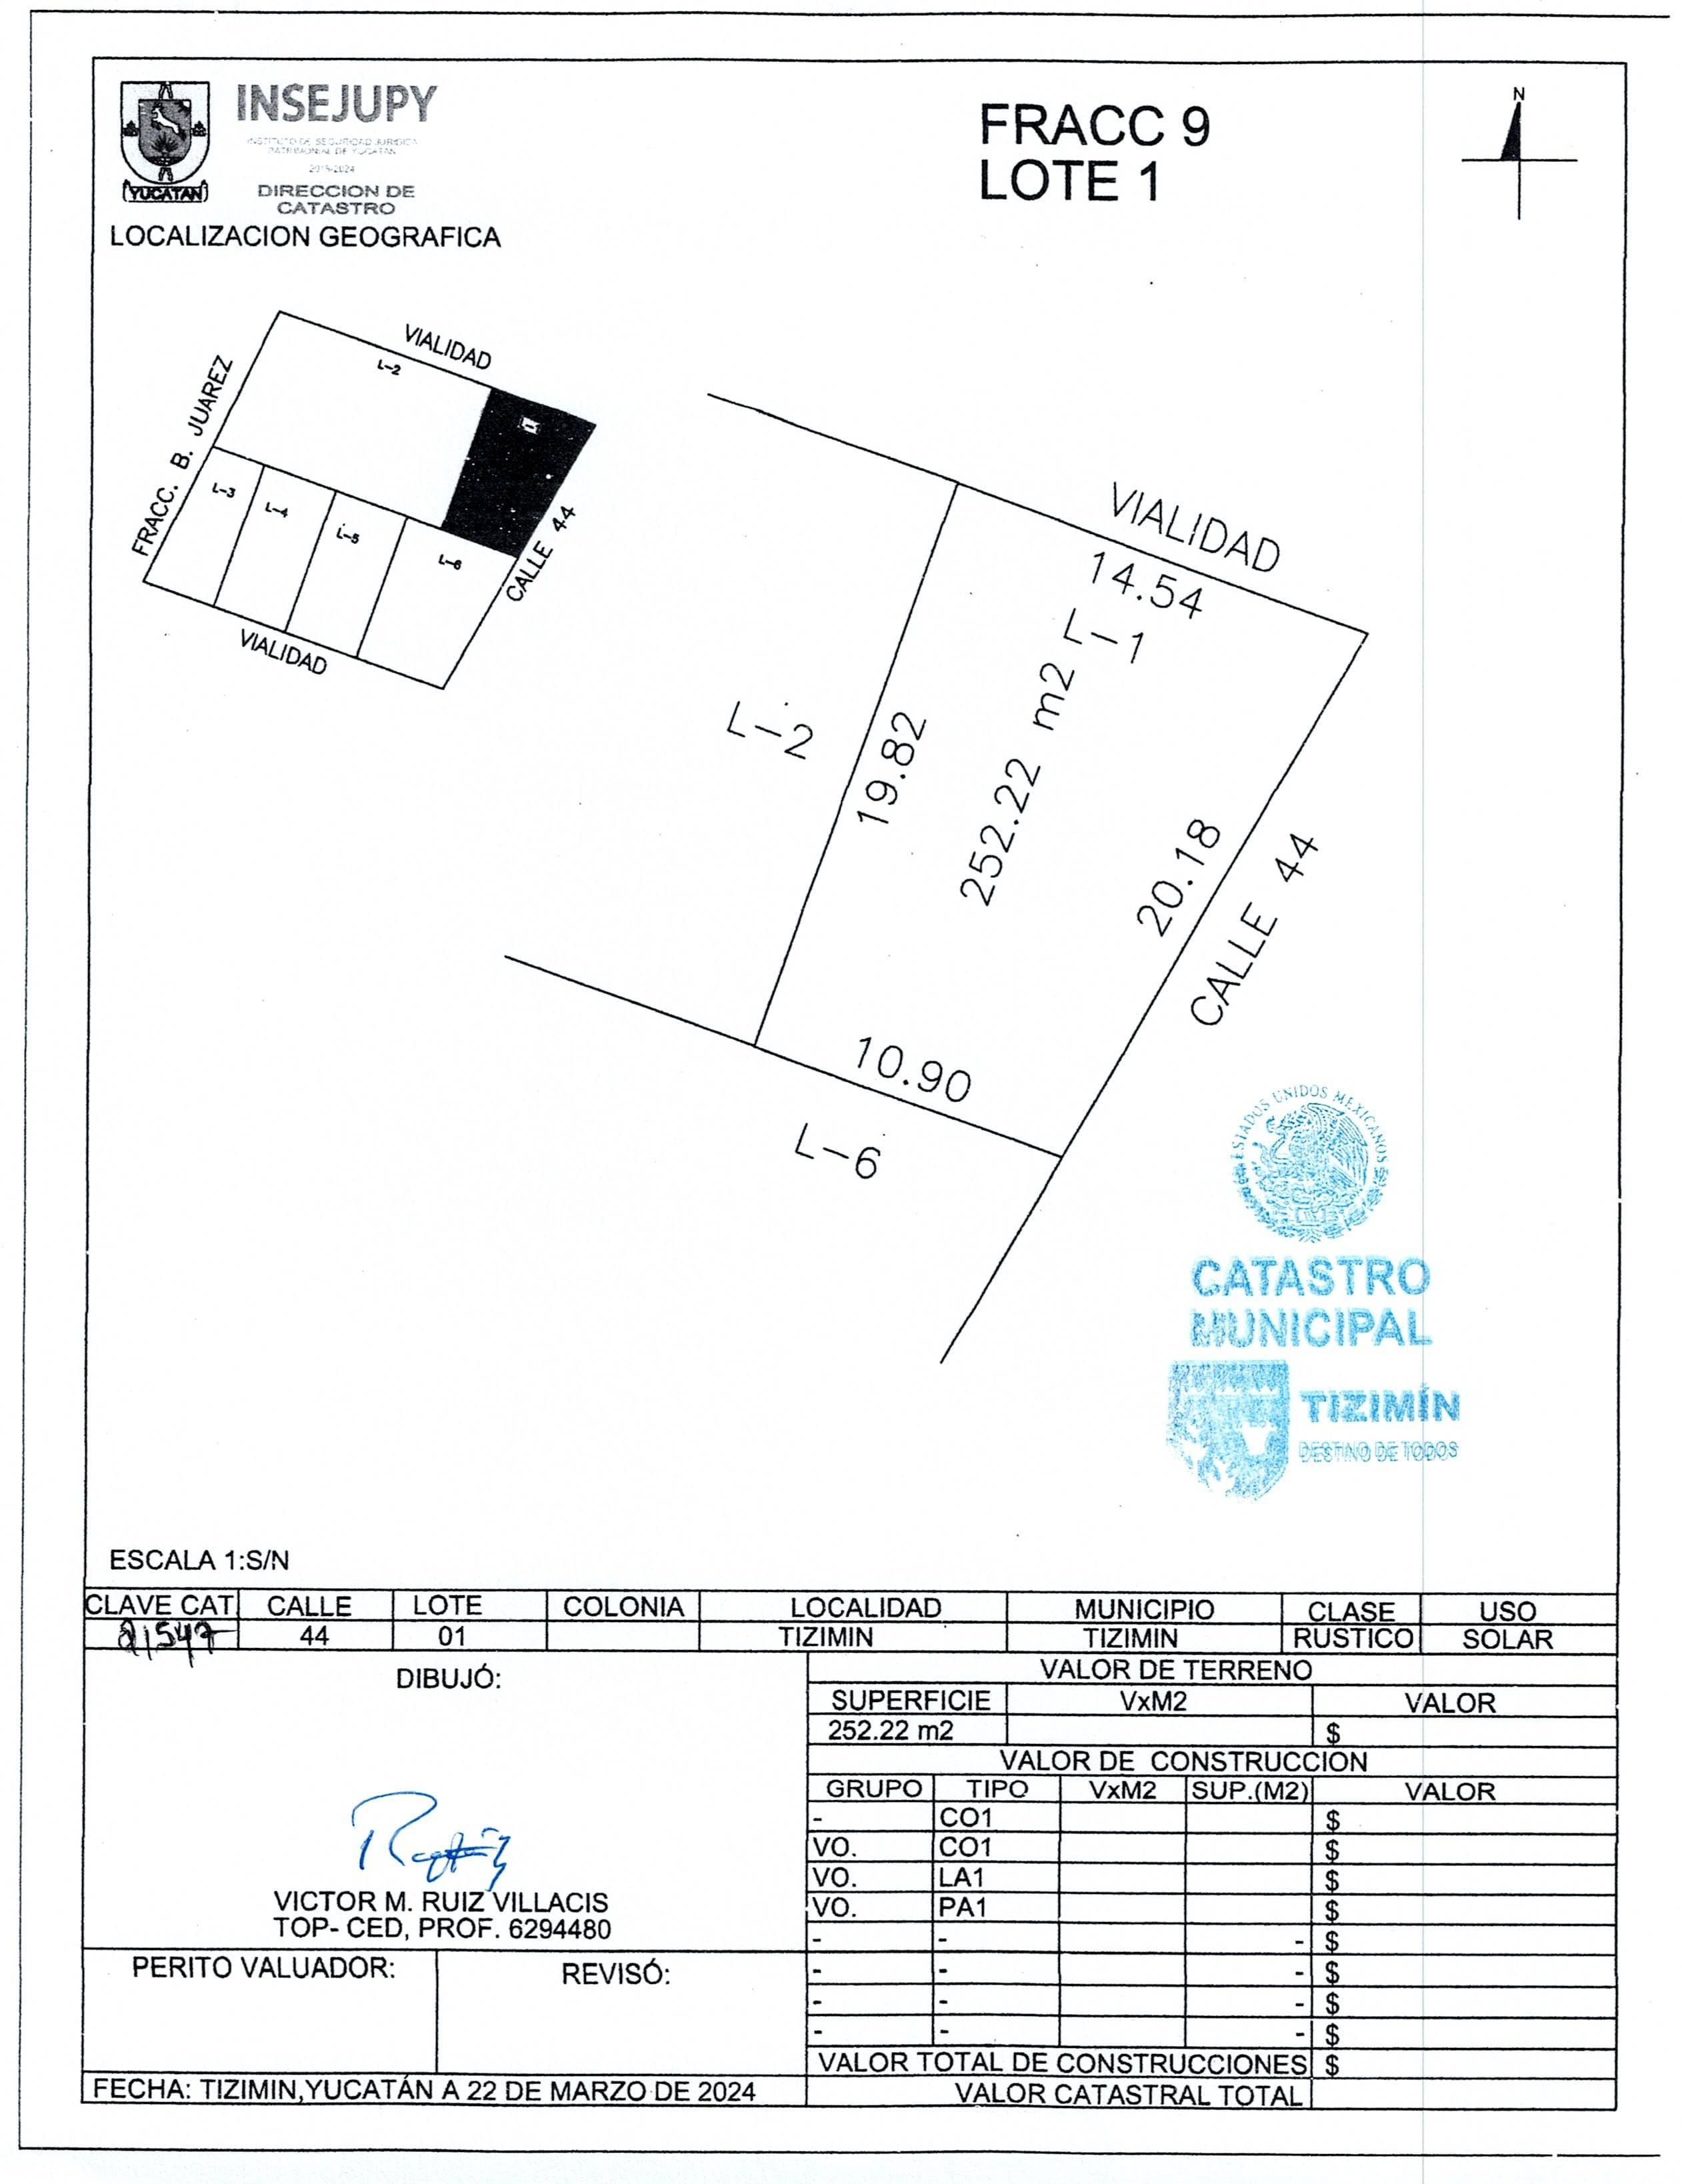 INSEJUPY
INSTITUTO DE SEGURIDAD JURIDICA
PATRIMONIAL DE YUCATAN
2019-2024
DIRECCION DE
CATASTRO
YUCATAN
LOCALIZACION GEOGRAFICA
FRACC 9
LOTE 1
N
VIALIDAD
L-2
FRACC. B. JUAREZ
L-3
L-4
L-5
L-6
CALLE 44
VIALIDAD
VIALIDAD
14.54
L-1
252.22 m2
L-2
19.82
20.18
CALLE 44
10.90
L-6
ESTADOS UNIDOS MEXICANOS
CATASTRO
MUNICIPAL
TIZIMÍN
DESTINO DE TODOS
ESCALA 1:S/N
CLAVE CAT CALLE LOTE COLONIA LOCALIDAD MUNICIPIO CLASE USO
21547 44 01 TIZIMIN TIZIMIN RUSTICO SOLAR
DIBUJÓ:
VICTOR M. RUIZ VILLACIS
TOP- CED, PROF. 6294480
PERITO VALUADOR: REVISÓ:
FECHA: TIZIMIN,YUCATÁN A 22 DE MARZO DE 2024
VALOR DE TERRENO
SUPERFICIE VxM2 VALOR
252.22 m2 $
VALOR DE CONSTRUCCION
GRUPO TIPO VxM2 SUP.(M2) VALOR
- CO1 $
VO. CO1 $
VO. LA1 $
VO. PA1 $
- - - $
- - - $
- - - $
- - - $
VALOR TOTAL DE CONSTRUCCIONES $
VALOR CATASTRAL TOTAL